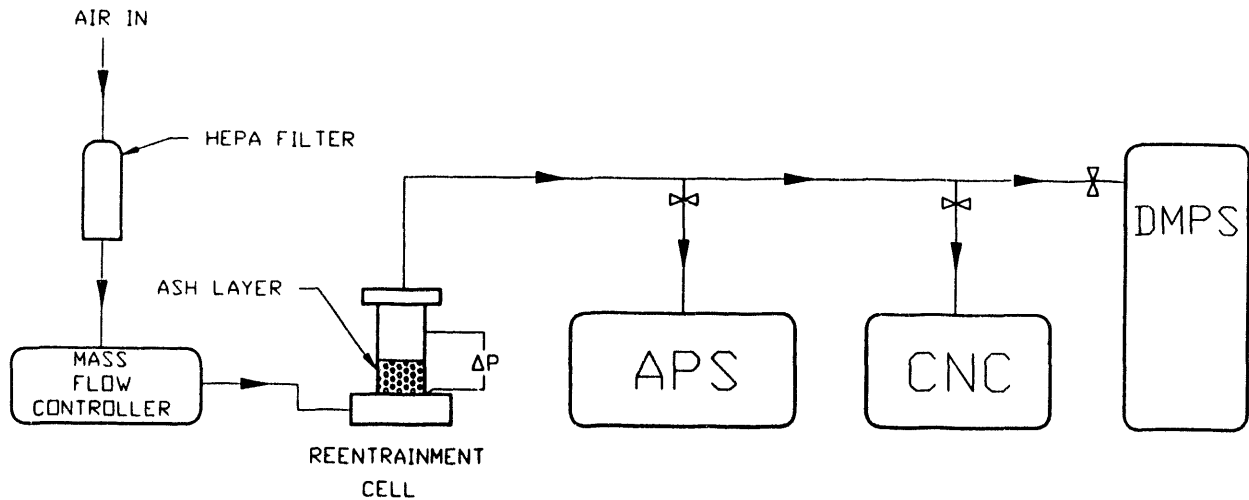 AIR IN
HEPA FILTER
MASS
FLOW
CONTROLLER
ASH LAYER
ΔP
REENTRAINMENT
CELL
APS
CNC
DMPS